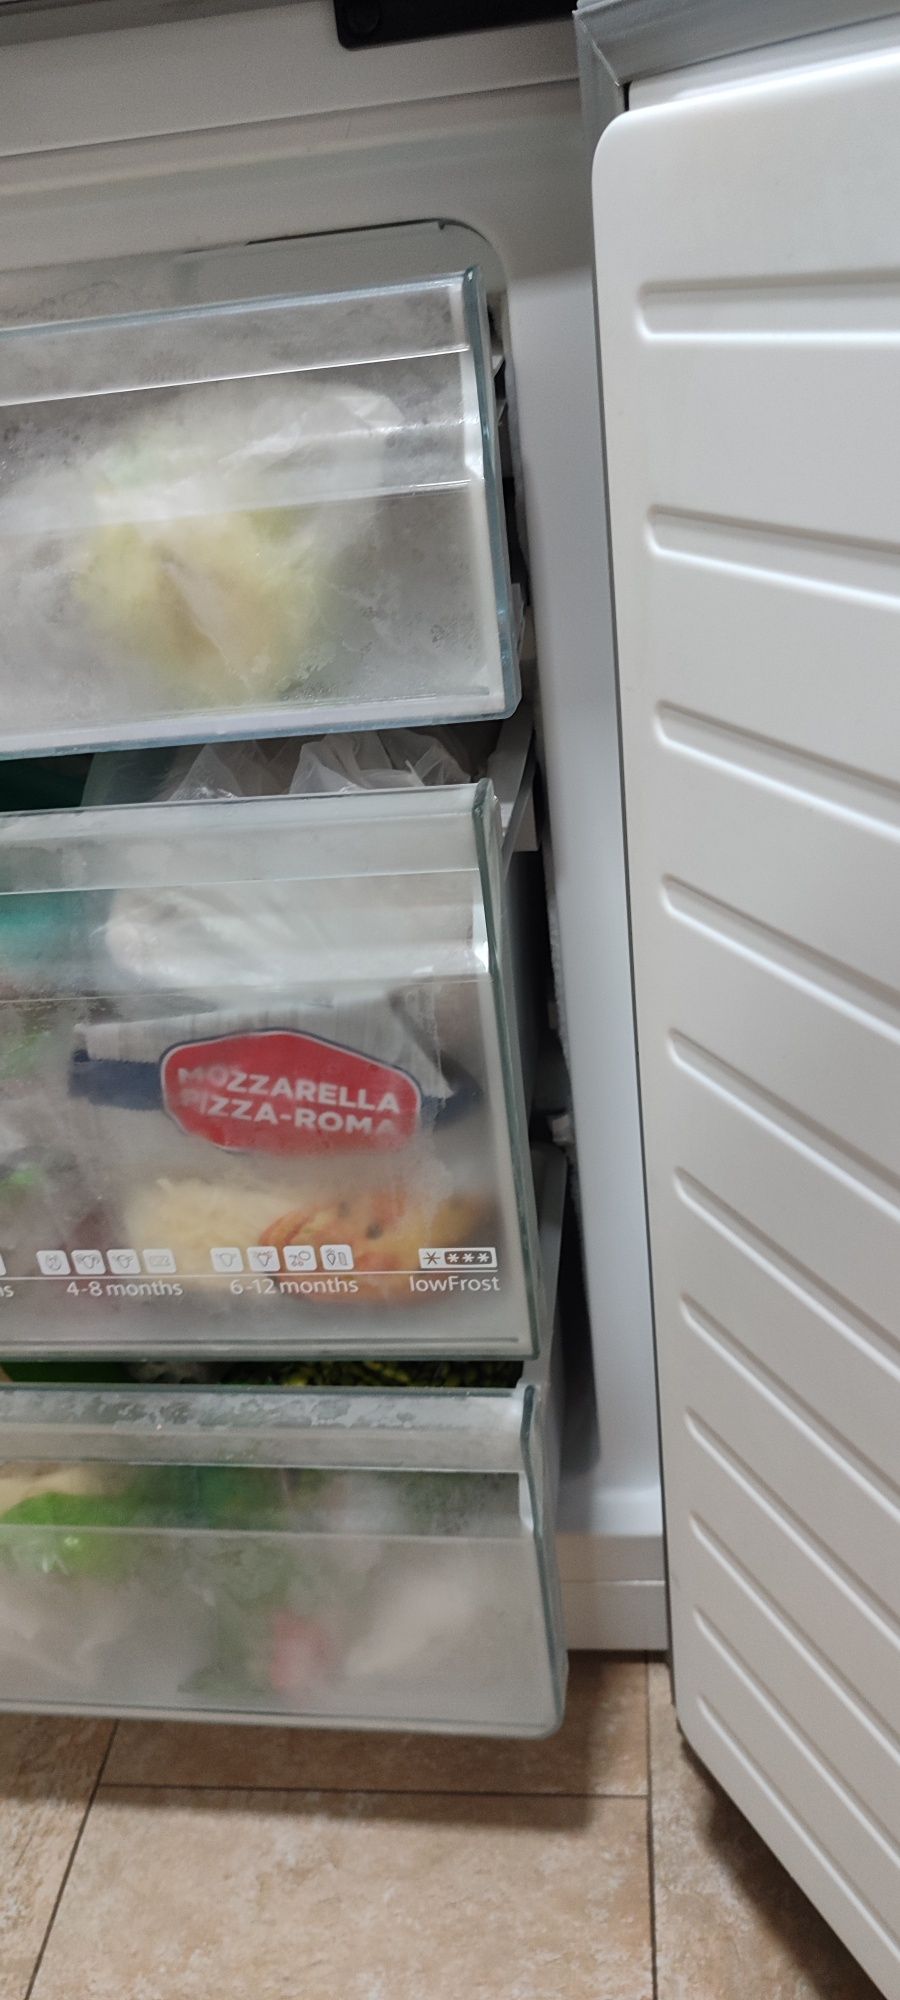 MOZZARELLA
PIZZA-ROMA
4-8 months 6-12 months lowFrost